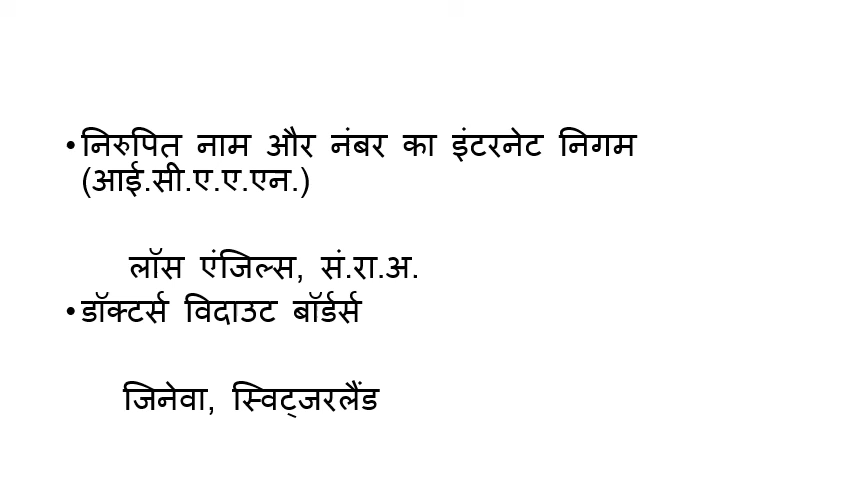 •निरुपित नाम और नंबर का इंटरनेट निगम
(आई.सी.ए.ए.एन.)
लॉस एंजिल्स, सं.रा.अ.
•डॉक्टर्स विदाउट बॉर्डर्स
जिनेवा, स्विट्जरलैंड